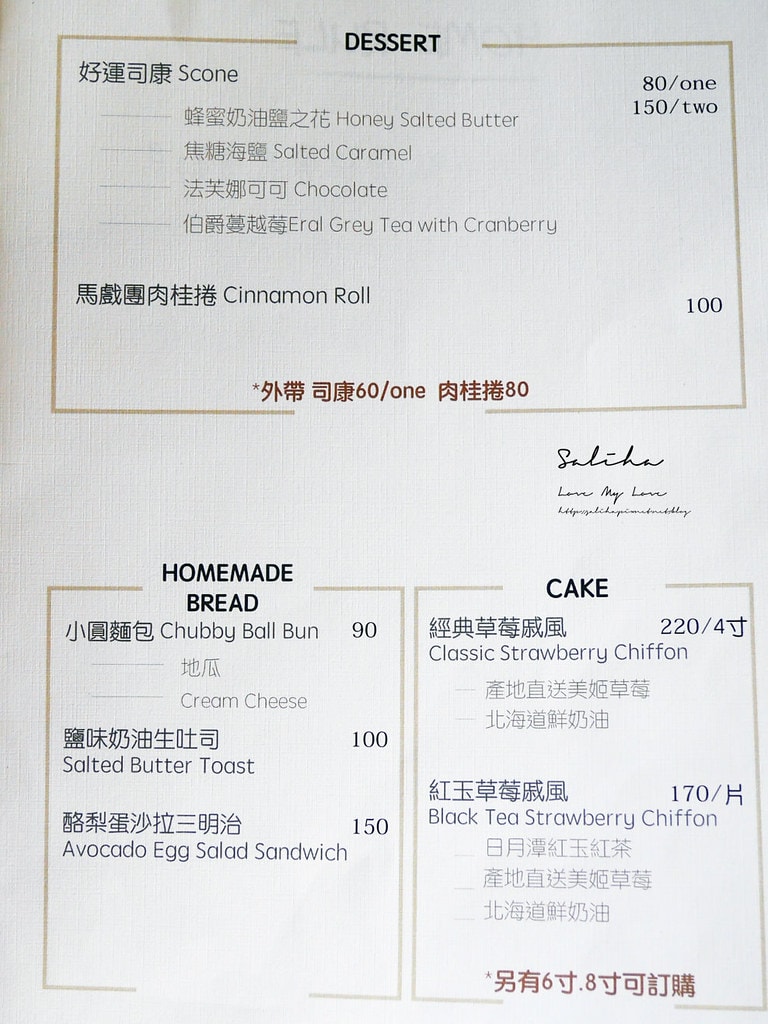 DESSERT
好運司康 Scone
80/one
150/two
蜂蜜奶油鹽之花 Honey Salted Butter
焦糖海鹽 Salted Caramel
法芙娜可可 Chocolate
伯爵蔓越莓Eral Grey Tea with Cranberry
馬戲團肉桂捲 Cinnamon Roll
100
*外帶 司康60/one 肉桂捲80
Saliha
Love My Love
HOMEMADE
BREAD
小圓麵包 Chubby Ball Bun 90
地瓜
Cream Cheese
鹽味奶油生吐司 100
Salted Butter Toast
酪梨蛋沙拉三明治 150
Avocado Egg Salad Sandwich
CAKE
經典草莓戚風 220/4寸
Classic Strawberry Chiffon
產地直送美姬草莓
北海道鮮奶油
紅玉草莓戚風 170/片
Black Tea Strawberry Chiffon
日月潭紅玉紅茶
產地直送美姬草莓
北海道鮮奶油
*另有6寸.8寸可訂購